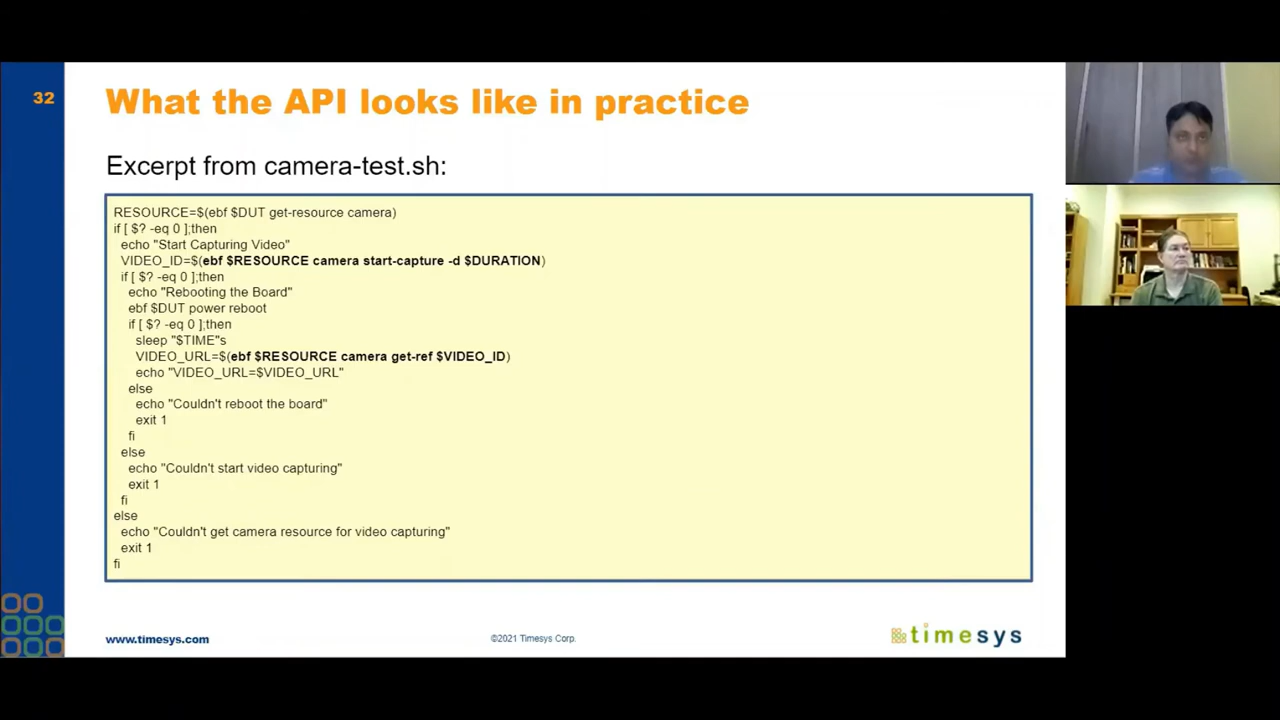 32
What the API looks like in practice
Excerpt from camera-test.sh:
RESOURCE=$(ebf $DUT get-resource camera)
if [ $? -eq 0 ];then
echo "Start Capturing Video"
VIDEO_ID=$(ebf $RESOURCE camera start-capture -d $DURATION)
if [ $? -eq 0 ];then
echo "Rebooting the Board"
ebf $DUT power reboot
if [ $? -eq 0 ];then
sleep "$TIME"s
VIDEO_URL=$(ebf $RESOURCE camera get-ref $VIDEO_ID)
echo "VIDEO_URL=$VIDEO_URL"
else
echo "Couldn't reboot the board"
exit 1
fi
else
echo "Couldn't start video capturing"
exit 1
fi
else
echo "Couldn't get camera resource for video capturing"
exit 1
fi
www.timesys.com
©2021 Timesys Corp.
timesys